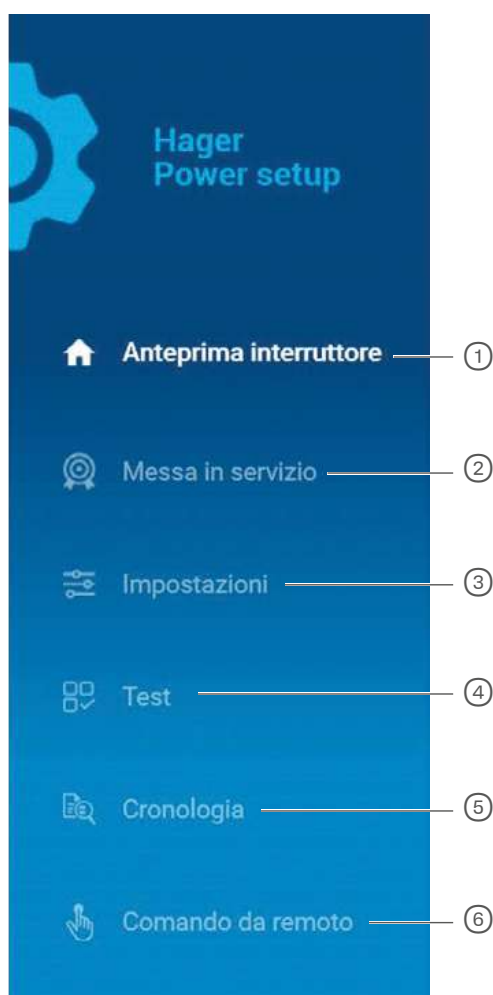 Hager
Power setup
Anteprima interruttore ①
Messa in servizio ②
Impostazioni ③
Test ④
Cronologia ⑤
Comando da remoto ⑥